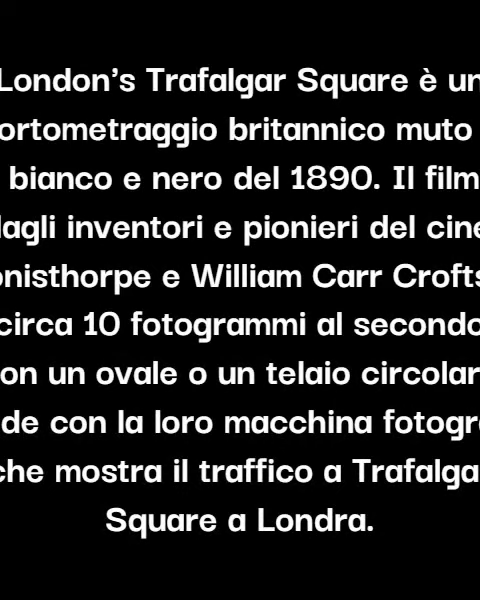 London's Trafalgar Square è un
ortometraggio britannico muto
bianco e nero del 1890. Il film
agli inventori e pionieri del cine
onisthorpe e William Carr Crofts
circa 10 fotogrammi al secondo
on un ovale o un telaio circolar
de con la loro macchina fotogr
che mostra il traffico a Trafalga
Square a Londra.